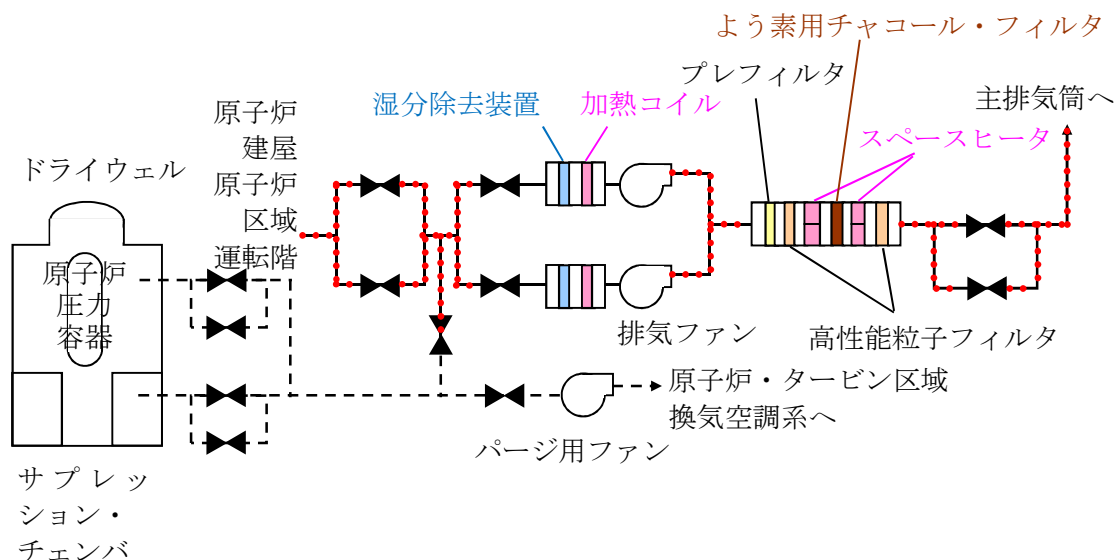 よう素用チャコール・フィルタ
プレフィルタ
主排気筒へ
湿分除去装置
加熱コイル
スペースヒータ
原子炉
建屋
原子炉
区域
運転階
ドライウェル
原子炉
圧力
容器
排気ファン
高性能粒子フィルタ
原子炉・タービン区域
換気空調系へ
パージ用ファン
サプレッ
ション・
チェンバ